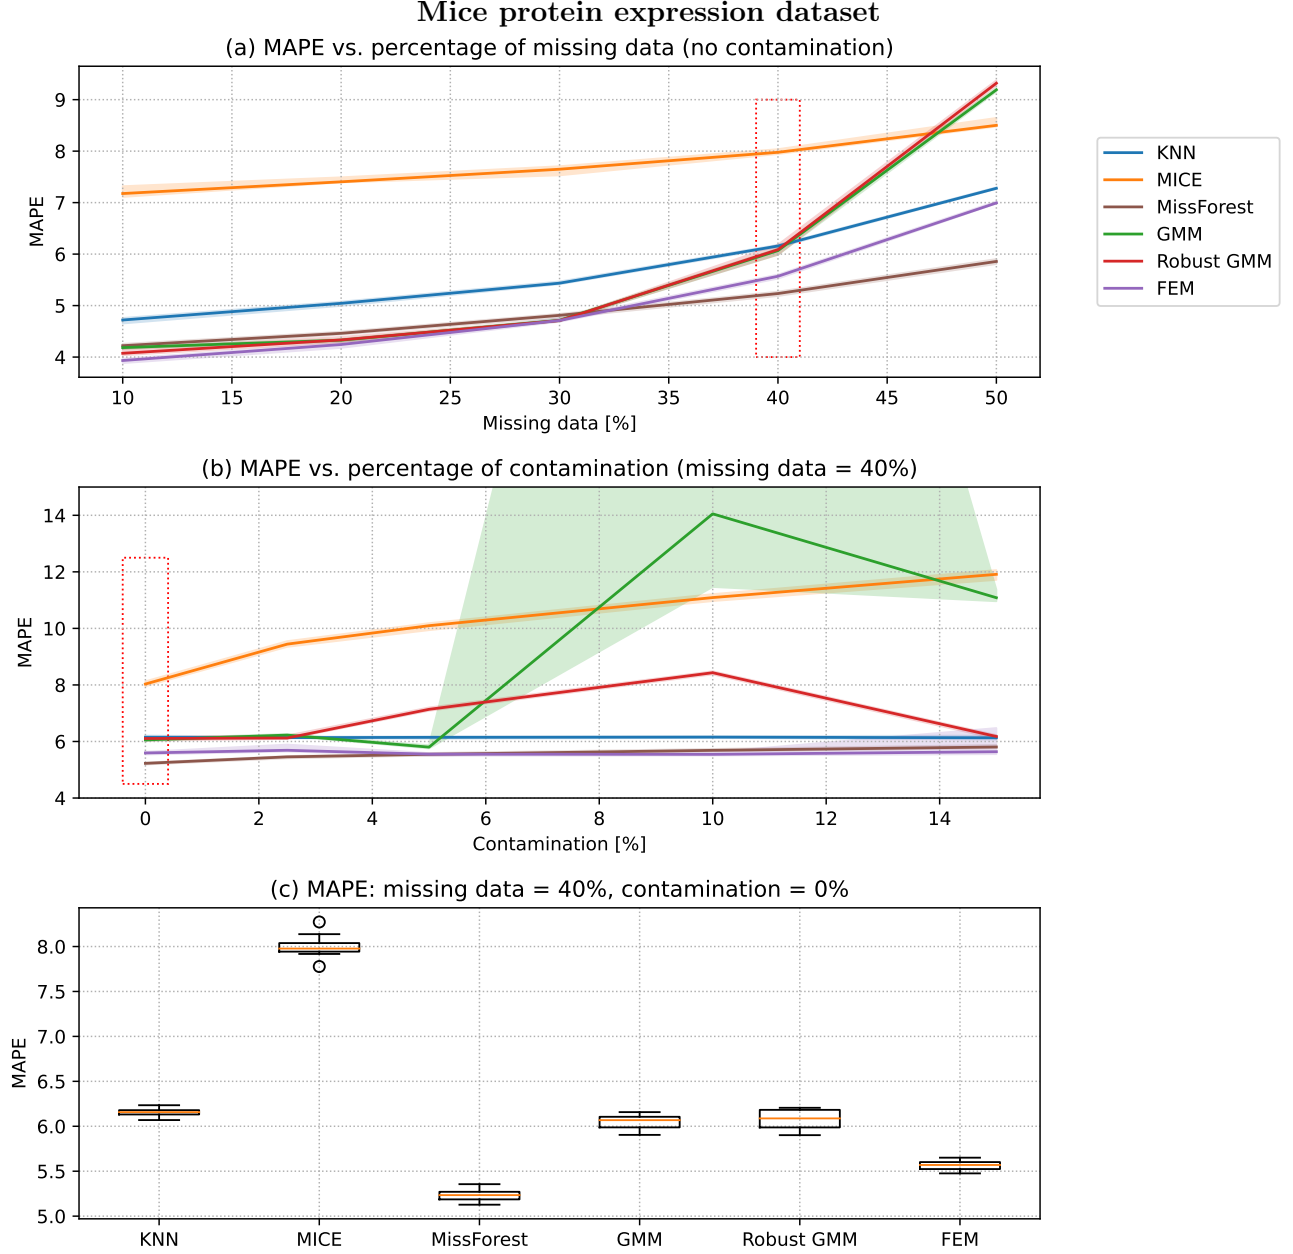 Mice protein expression dataset
(a) MAPE vs. percentage of missing data (no contamination)
MAPE
9
8
7
6
5
4
10 15 20 25 30 35 40 45 50
Missing data [%]
KNN
MICE
MissForest
GMM
Robust GMM
FEM
(b) MAPE vs. percentage of contamination (missing data = 40%)
MAPE
14
12
10
8
6
4
0 2 4 6 8 10 12 14
Contamination [%]
(c) MAPE: missing data = 40%, contamination = 0%
MAPE
8.0
7.5
7.0
6.5
6.0
5.5
5.0
KNN MICE MissForest GMM Robust GMM FEM